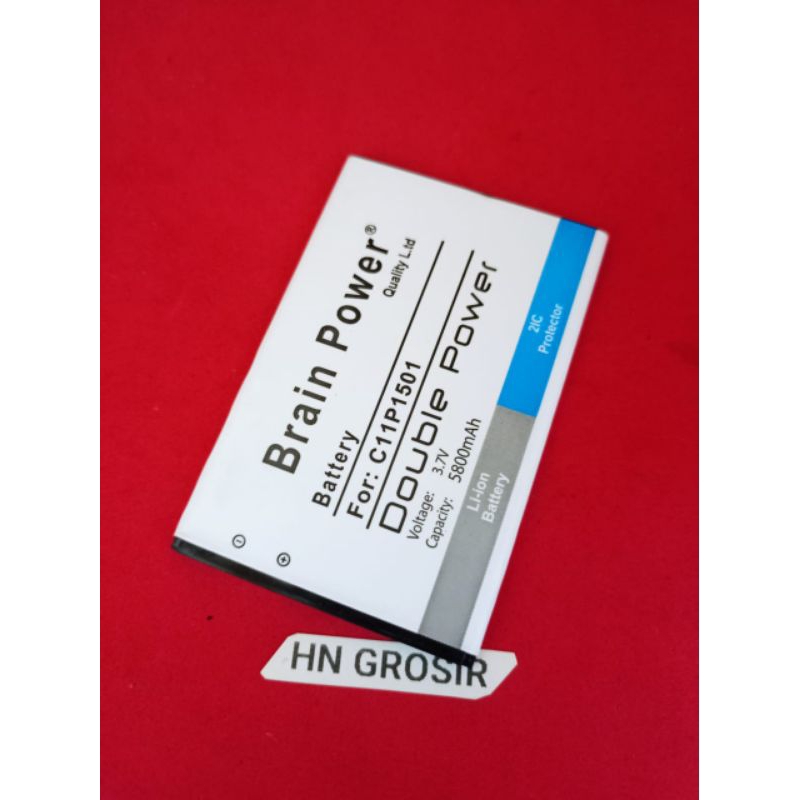 Brain Power®
Quality L.td
Battery
For: C11P1501
Double Power
Voltage: 3.7V
Capacity: 5800mAh
Li-Ion
Battery
2IC
Protector
HN GROSIR